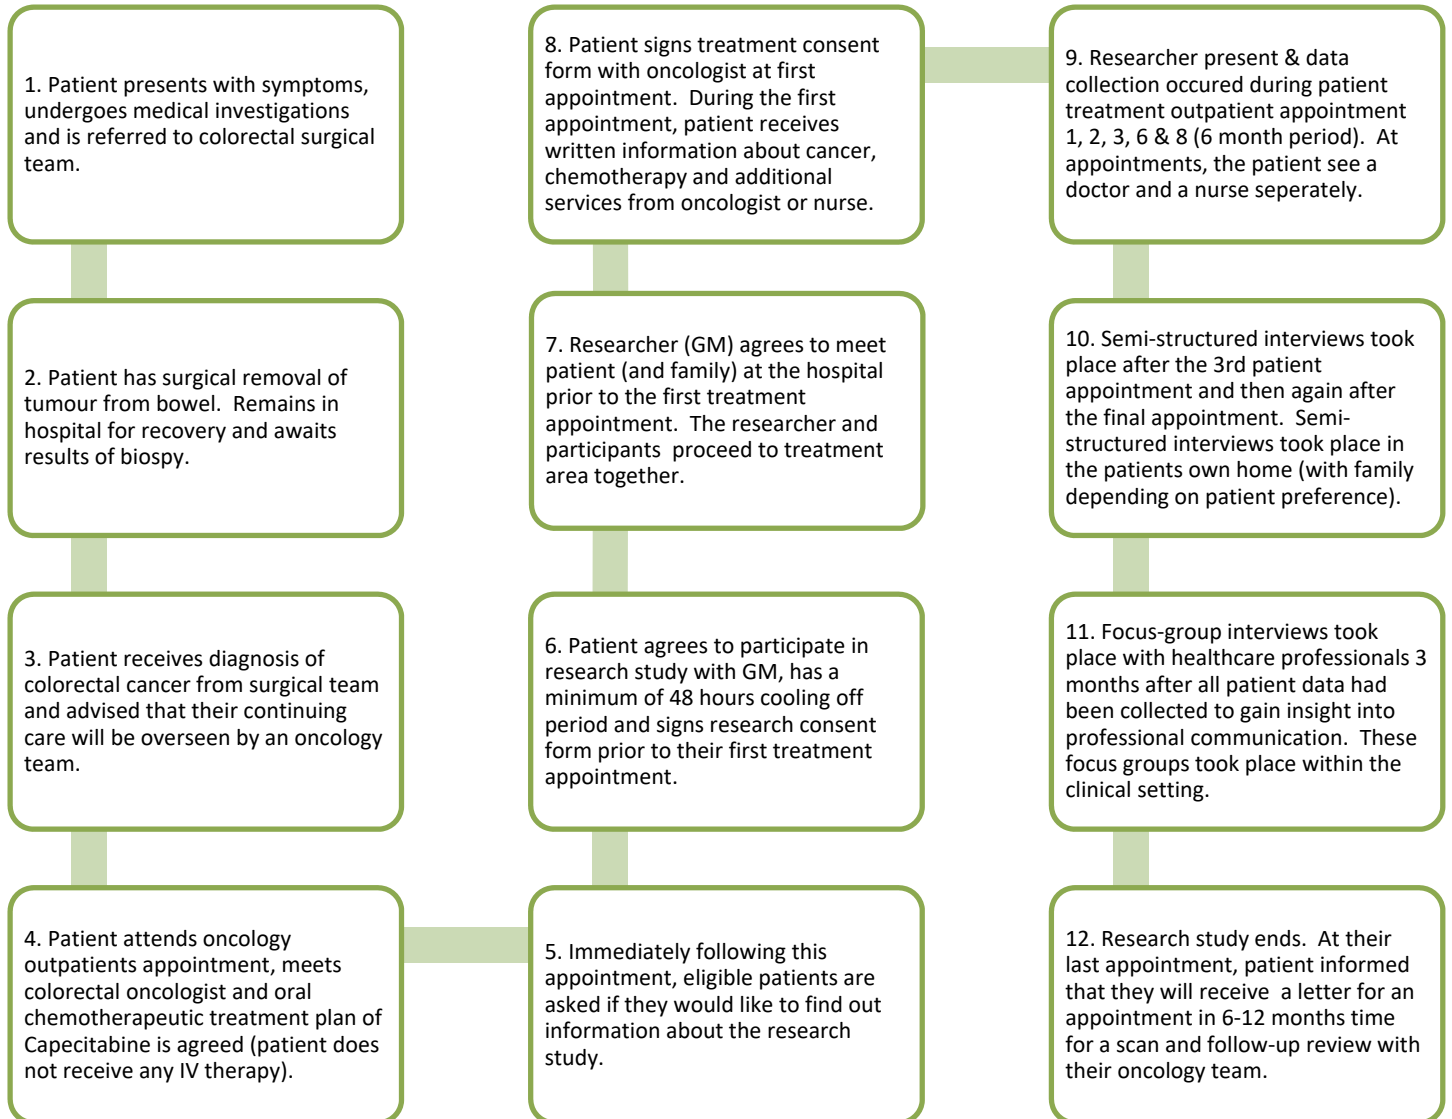 1. Patient presents with symptoms,
undergoes medical investigations
and is referred to colorectal surgical
team.
2. Patient has surgical removal of
tumour from bowel.  Remains in
hospital for recovery and awaits
results of biospy.
3. Patient receives diagnosis of
colorectal cancer from surgical team
and advised that their continuing
care will be overseen by an oncology
team.
4. Patient attends oncology
outpatients appointment, meets
colorectal oncologist and oral
chemotherapeutic treatment plan of
Capecitabine is agreed (patient does
not receive any IV therapy).
5. Immediately following this
appointment, eligible patients are
asked if they would like to find out
information about the research
study.
6. Patient agrees to participate in
research study with GM, has a
minimum of 48 hours cooling off
period and signs research consent
form prior to their first treatment
appointment.
7. Researcher (GM) agrees to meet
patient (and family) at the hospital
prior to the first treatment
appointment.  The researcher and
participants  proceed to treatment
area together.
8. Patient signs treatment consent
form with oncologist at first
appointment.  During the first
appointment, patient receives
written information about cancer,
chemotherapy and additional
services from oncologist or nurse.
9. Researcher present & data
collection occured during patient
treatment outpatient appointment
1, 2, 3, 6 & 8 (6 month period).  At
appointments, the patient see a
doctor and a nurse seperately.
10. Semi-structured interviews took
place after the 3rd patient
appointment and then again after
the final appointment.  Semi-
structured interviews took place in
the patients own home (with family
depending on patient preference).
11. Focus-group interviews took
place with healthcare professionals 3
months after all patient data had
been collected to gain insight into
professional communication.  These
focus groups took place within the
clinical setting.
12. Research study ends.  At their
last appointment, patient informed
that they will receive  a letter for an
appointment in 6-12 months time
for a scan and follow-up review with
their oncology team.